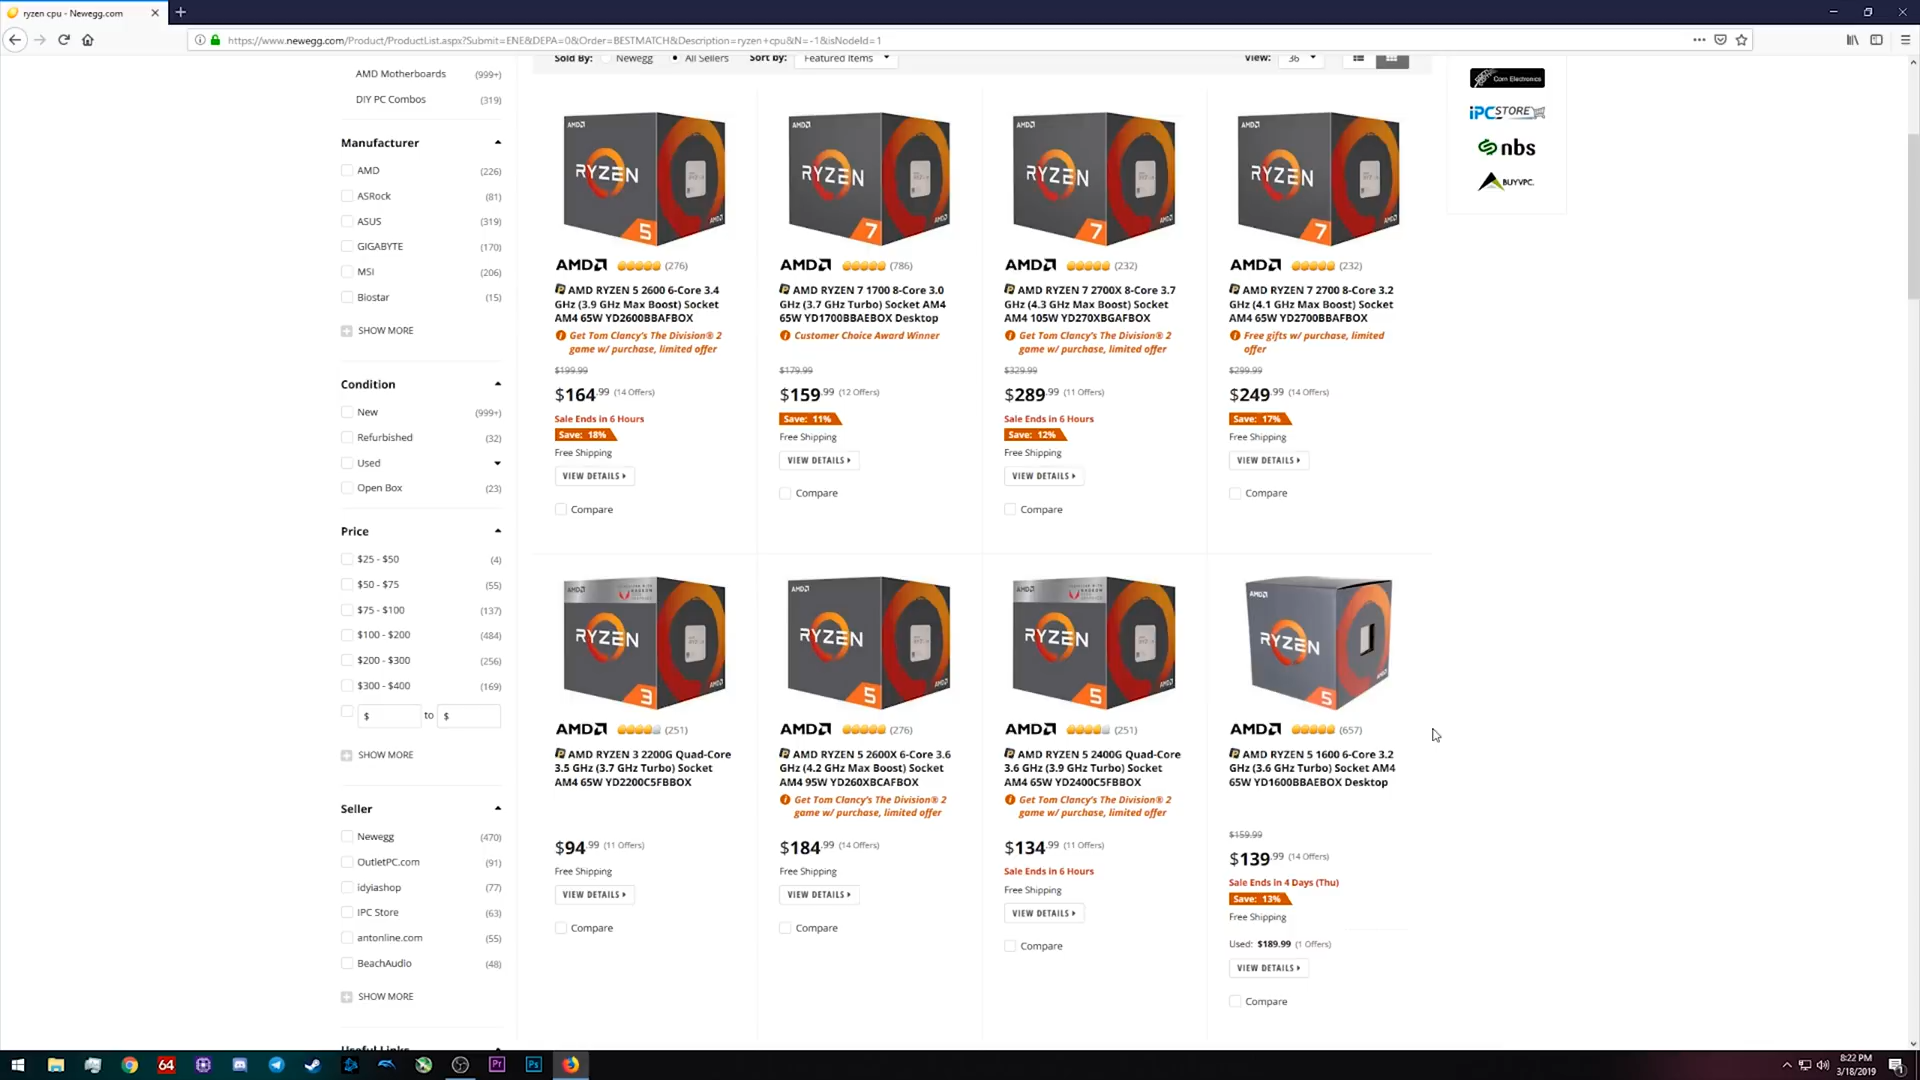 ryzen cpu - Newegg.com
https://www.newegg.com/Product/ProductList.aspx?Submit=ENE&DEPA=0&Order=BESTMATCH&Description=ryzen+cpu&N=-1&isNodeId=1
Sold By: Newegg All Sellers Sort by: Featured Items View: 36
AMD Motherboards (999+)
DIY PC Combos (319)
Manufacturer
AMD (226)
ASRock (81)
ASUS (319)
GIGABYTE (170)
MSI (206)
Biostar (15)
SHOW MORE
Condition
New (999+)
Refurbished (32)
Used
Open Box (23)
Price
$25 - $50 (4)
$50 - $75 (55)
$75 - $100 (137)
$100 - $200 (484)
$200 - $300 (256)
$300 - $400 (169)
$ to $
SHOW MORE
Seller
Newegg (470)
OutletPC.com (91)
idyiashop (77)
IPC Store (63)
antonline.com (55)
BeachAudio (48)
SHOW MORE
Useful Links
AMD
RYZEN
5
AMD
AMD (276)
AMD RYZEN 5 2600 6-Core 3.4
GHz (3.9 GHz Max Boost) Socket
AM4 65W YD2600BBAFBOX
Get Tom Clancy's The Division® 2
game w/ purchase, limited offer
$199.99
$164.99 (14 Offers)
Sale Ends in 6 Hours
Save: 18%
Free Shipping
VIEW DETAILS
Compare
AMD
RYZEN
7
AMD
AMD (786)
AMD RYZEN 7 1700 8-Core 3.0
GHz (3.7 GHz Turbo) Socket AM4
65W YD1700BBAEBOX Desktop
Customer Choice Award Winner
$179.99
$159.99 (12 Offers)
Save: 11%
Free Shipping
VIEW DETAILS
Compare
AMD
RYZEN
7
AMD
AMD (232)
AMD RYZEN 7 2700X 8-Core 3.7
GHz (4.3 GHz Max Boost) Socket
AM4 105W YD270XBGAFBOX
Get Tom Clancy's The Division® 2
game w/ purchase, limited offer
$329.99
$289.99 (11 Offers)
Sale Ends in 6 Hours
Save: 12%
Free Shipping
VIEW DETAILS
Compare
AMD
RYZEN
7
AMD
AMD (232)
AMD RYZEN 7 2700 8-Core 3.2
GHz (4.1 GHz Max Boost) Socket
AM4 65W YD2700BBAFBOX
Free gifts w/ purchase, limited
offer
$299.99
$249.99 (14 Offers)
Save: 17%
Free Shipping
VIEW DETAILS
Compare
AMD
RYZEN
3
AMD
AMD (251)
AMD RYZEN 3 2200G Quad-Core
3.5 GHz (3.7 GHz Turbo) Socket
AM4 65W YD2200C5FBBOX
$94.99 (11 Offers)
Free Shipping
VIEW DETAILS
Compare
AMD
RYZEN
5
AMD
AMD (276)
AMD RYZEN 5 2600X 6-Core 3.6
GHz (4.2 GHz Max Boost) Socket
AM4 95W YD260XBCAFBOX
Get Tom Clancy's The Division® 2
game w/ purchase, limited offer
$184.99 (14 Offers)
Free Shipping
VIEW DETAILS
Compare
AMD
RYZEN
5
AMD
AMD (251)
AMD RYZEN 5 2400G Quad-Core
3.6 GHz (3.9 GHz Turbo) Socket
AM4 65W YD2400C5FBBOX
Get Tom Clancy's The Division® 2
game w/ purchase, limited offer
$134.99 (11 Offers)
Sale Ends in 6 Hours
Free Shipping
VIEW DETAILS
Compare
AMD
RYZEN
5
AMD (657)
AMD RYZEN 5 1600 6-Core 3.2
GHz (3.6 GHz Turbo) Socket AM4
65W YD1600BBAEBOX Desktop
$159.99
$139.99 (14 Offers)
Sale Ends in 4 Days (Thu)
Save: 13%
Free Shipping
Used: $189.99 (1 Offers)
VIEW DETAILS
Compare
Corn Electronics
iPCSTORE
nbs
BUYVPC.
64
Pr
Ps
8:22 PM
3/18/2019